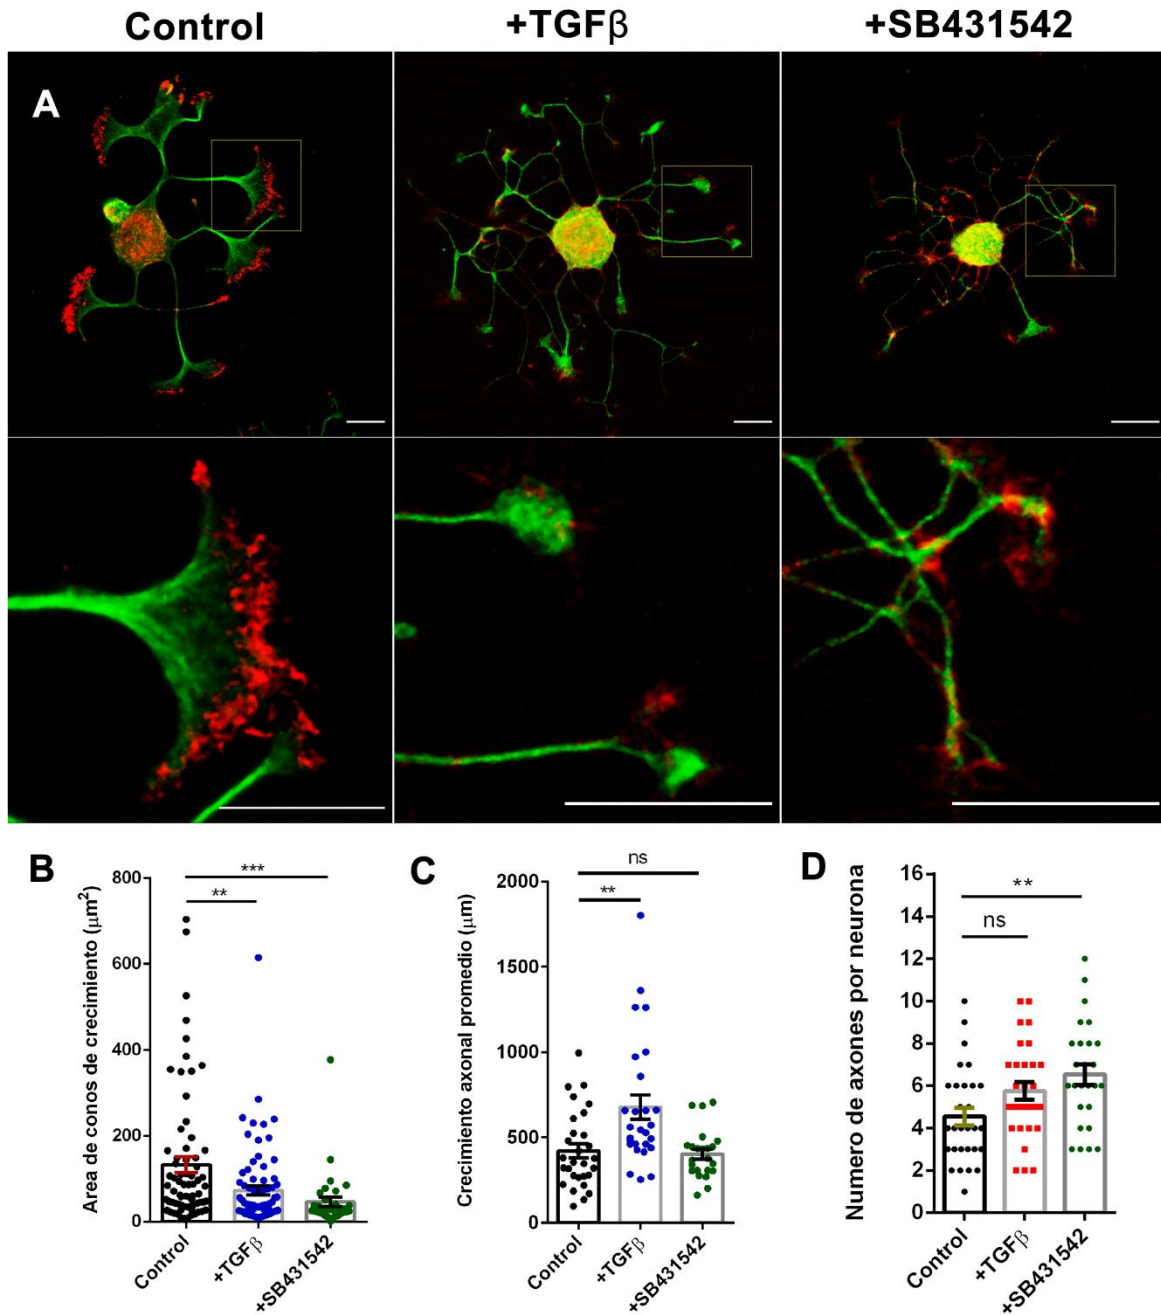 Control +TGFβ +SB431542
A
B
Area de conos de crecimiento (μm²)
800
600
400
200
0
***
**
Control
+TGFβ
+SB431542
C
Crecimiento axonal promedio (μm)
2000
1500
1000
500
0
ns
**
Control
+TGFβ
+SB431542
D
Numero de axones por neurona
16
14
12
10
8
6
4
2
0
**
ns
Control
+TGFβ
+SB431542